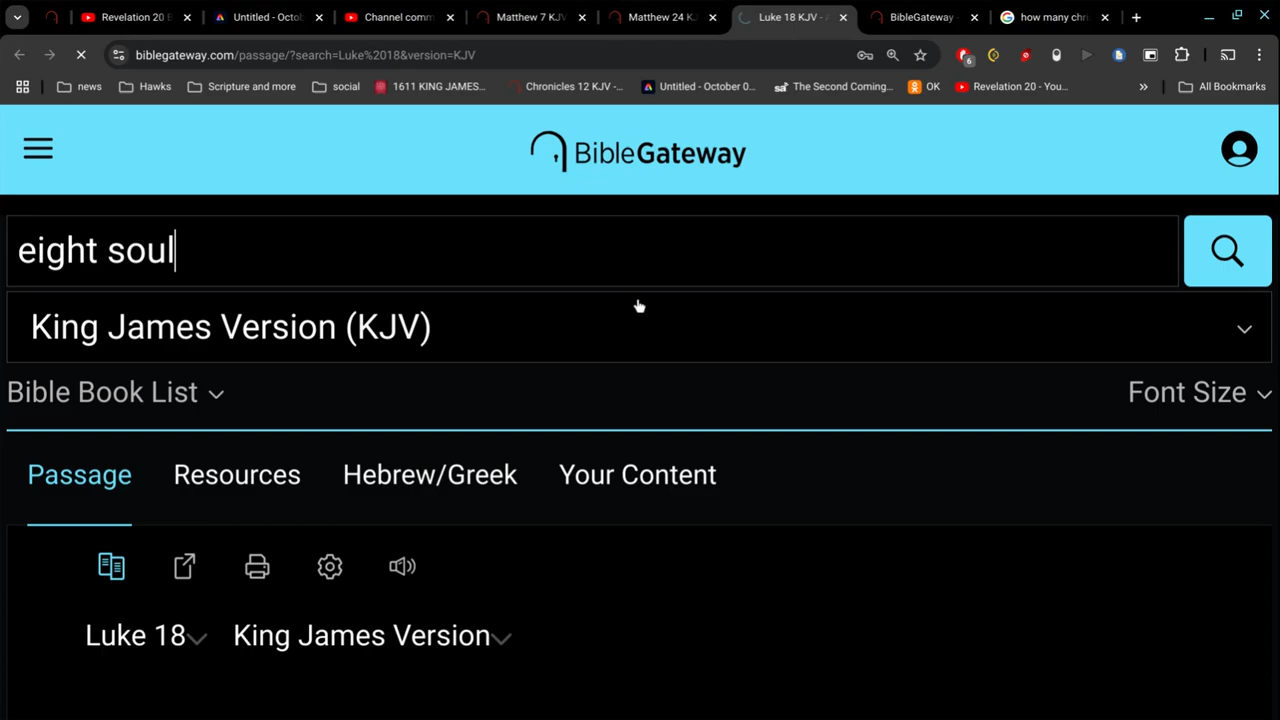 Revelation 20 E
Untitled - Octob
Channel comm
Matthew 7 KJV
Matthew 24 KJ
Luke 18 KJV - A
BibleGateway -
how many chri
biblegateway.com/passage/?search=Luke%2018&version=KJV
6
news
Hawks
Scripture and more
social
1611 KING JAMES...
Chronicles 12 KJV -...
Untitled - October 0...
The Second Coming...
OK
Revelation 20 - You...
»
All Bookmarks
BibleGateway
eight soul
King James Version (KJV)
Bible Book List
Font Size
Passage
Resources
Hebrew/Greek
Your Content
Luke 18
King James Version